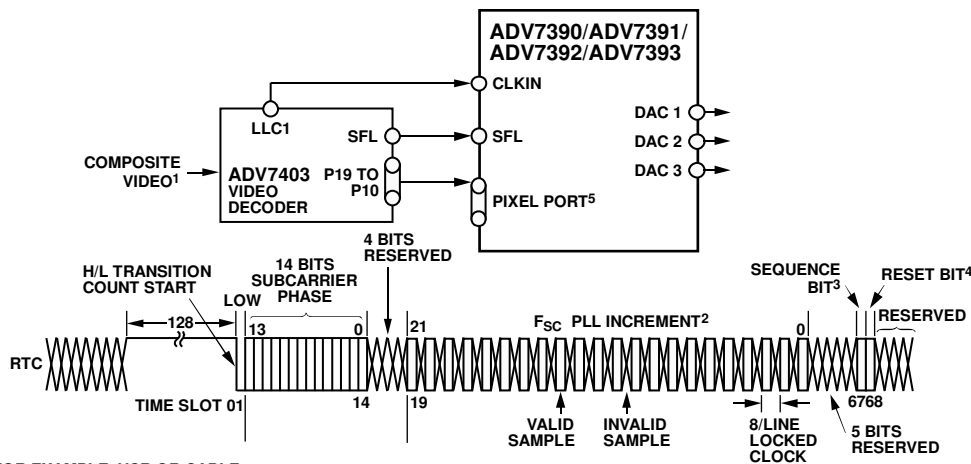 ADV7390/ADV7391/
ADV7392/ADV7393
CLKIN
LLC1
DAC 1
SFL
SFL
DAC 2
COMPOSITE
VIDEO1
ADV7403
VIDEO
DECODER
P19 TO
P10
DAC 3
PIXEL PORT5
H/L TRANSITION
COUNT START
14 BITS
SUBCARRIER
PHASE
4 BITS
RESERVED
SEQUENCE
BIT3
RESET BIT4
RESERVED
LOW
128
13
0
21
FSC PLL INCREMENT2
0
RTC
TIME SLOT 01
14
19
6768
VALID
SAMPLE
INVALID
SAMPLE
8/LINE
LOCKED
CLOCK
5 BITS
RESERVED